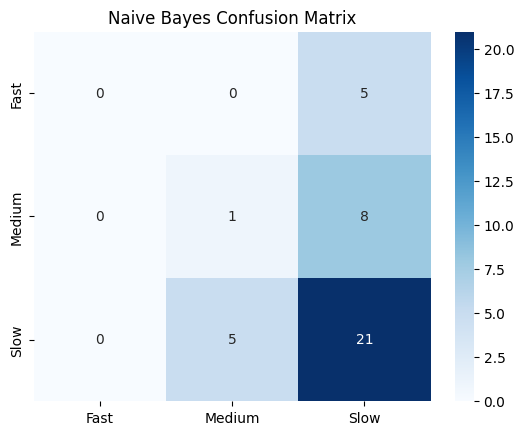 Naive Bayes Confusion Matrix
Fast
0 0 5
Medium
0 1 8
Slow
0 5 21
Fast Medium Slow
20.0
17.5
15.0
12.5
10.0
7.5
5.0
2.5
0.0